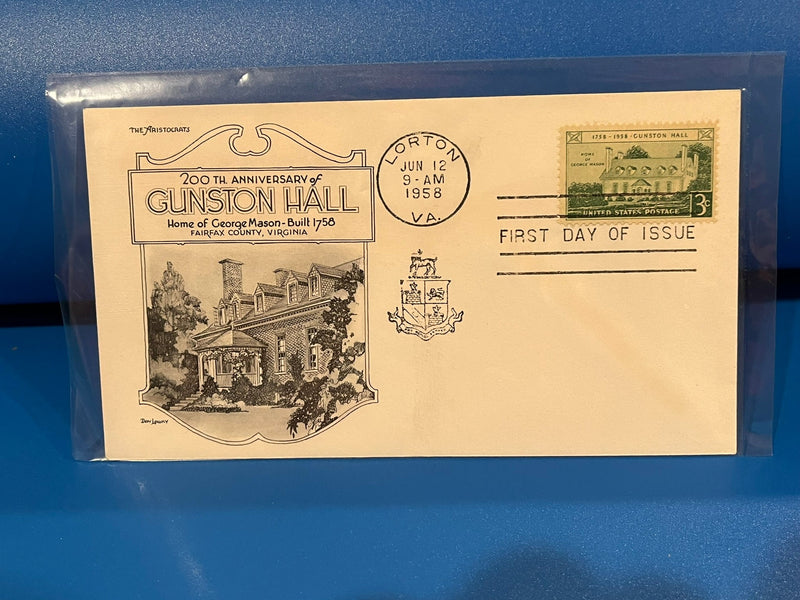 THE ARISTOCRATS
200TH ANNIVERSARY of
GUNSTON HALL
Home of George Mason - Built 1758
FAIRFAX COUNTY, VIRGINIA
Don Lowry
LORTON
JUN 12
9-AM
1958
VA.
1758-1958·GUNSTON HALL
HOME
OF
GEORGE MASON
UNITED STATES POSTAGE
3¢
FIRST DAY OF ISSUE